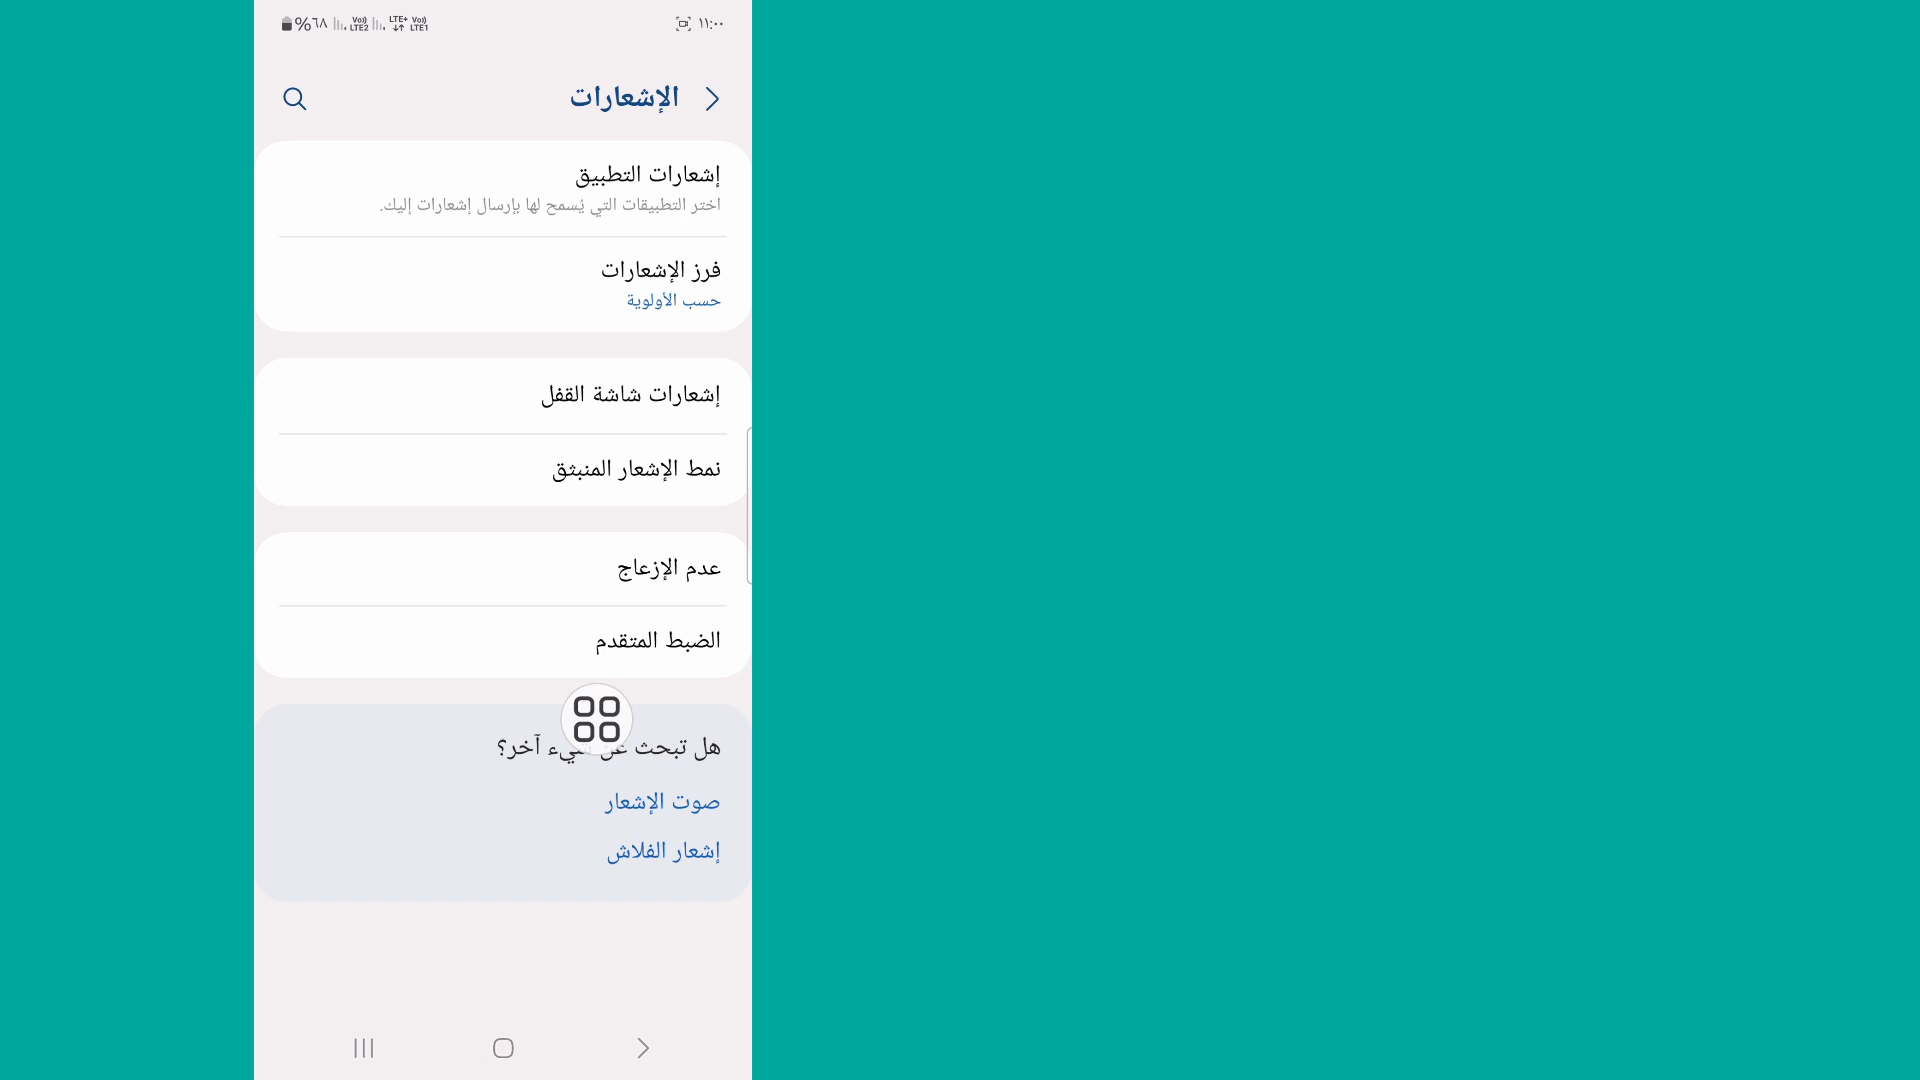 ١١:٠٠
Vo)) LTE1 LTE+ Vo)) LTE2 ٦٨%
الإشعارات
إشعارات التطبيق
اختر التطبيقات التي يُسمح لها بإرسال إشعارات إليك.
فرز الإشعارات
حسب الأولوية
إشعارات شاشة القفل
نمط الإشعار المنبثق
عدم الإزعاج
الضبط المتقدم
هل تبحث عن شيء آخر؟
صوت الإشعار
إشعار الفلاش